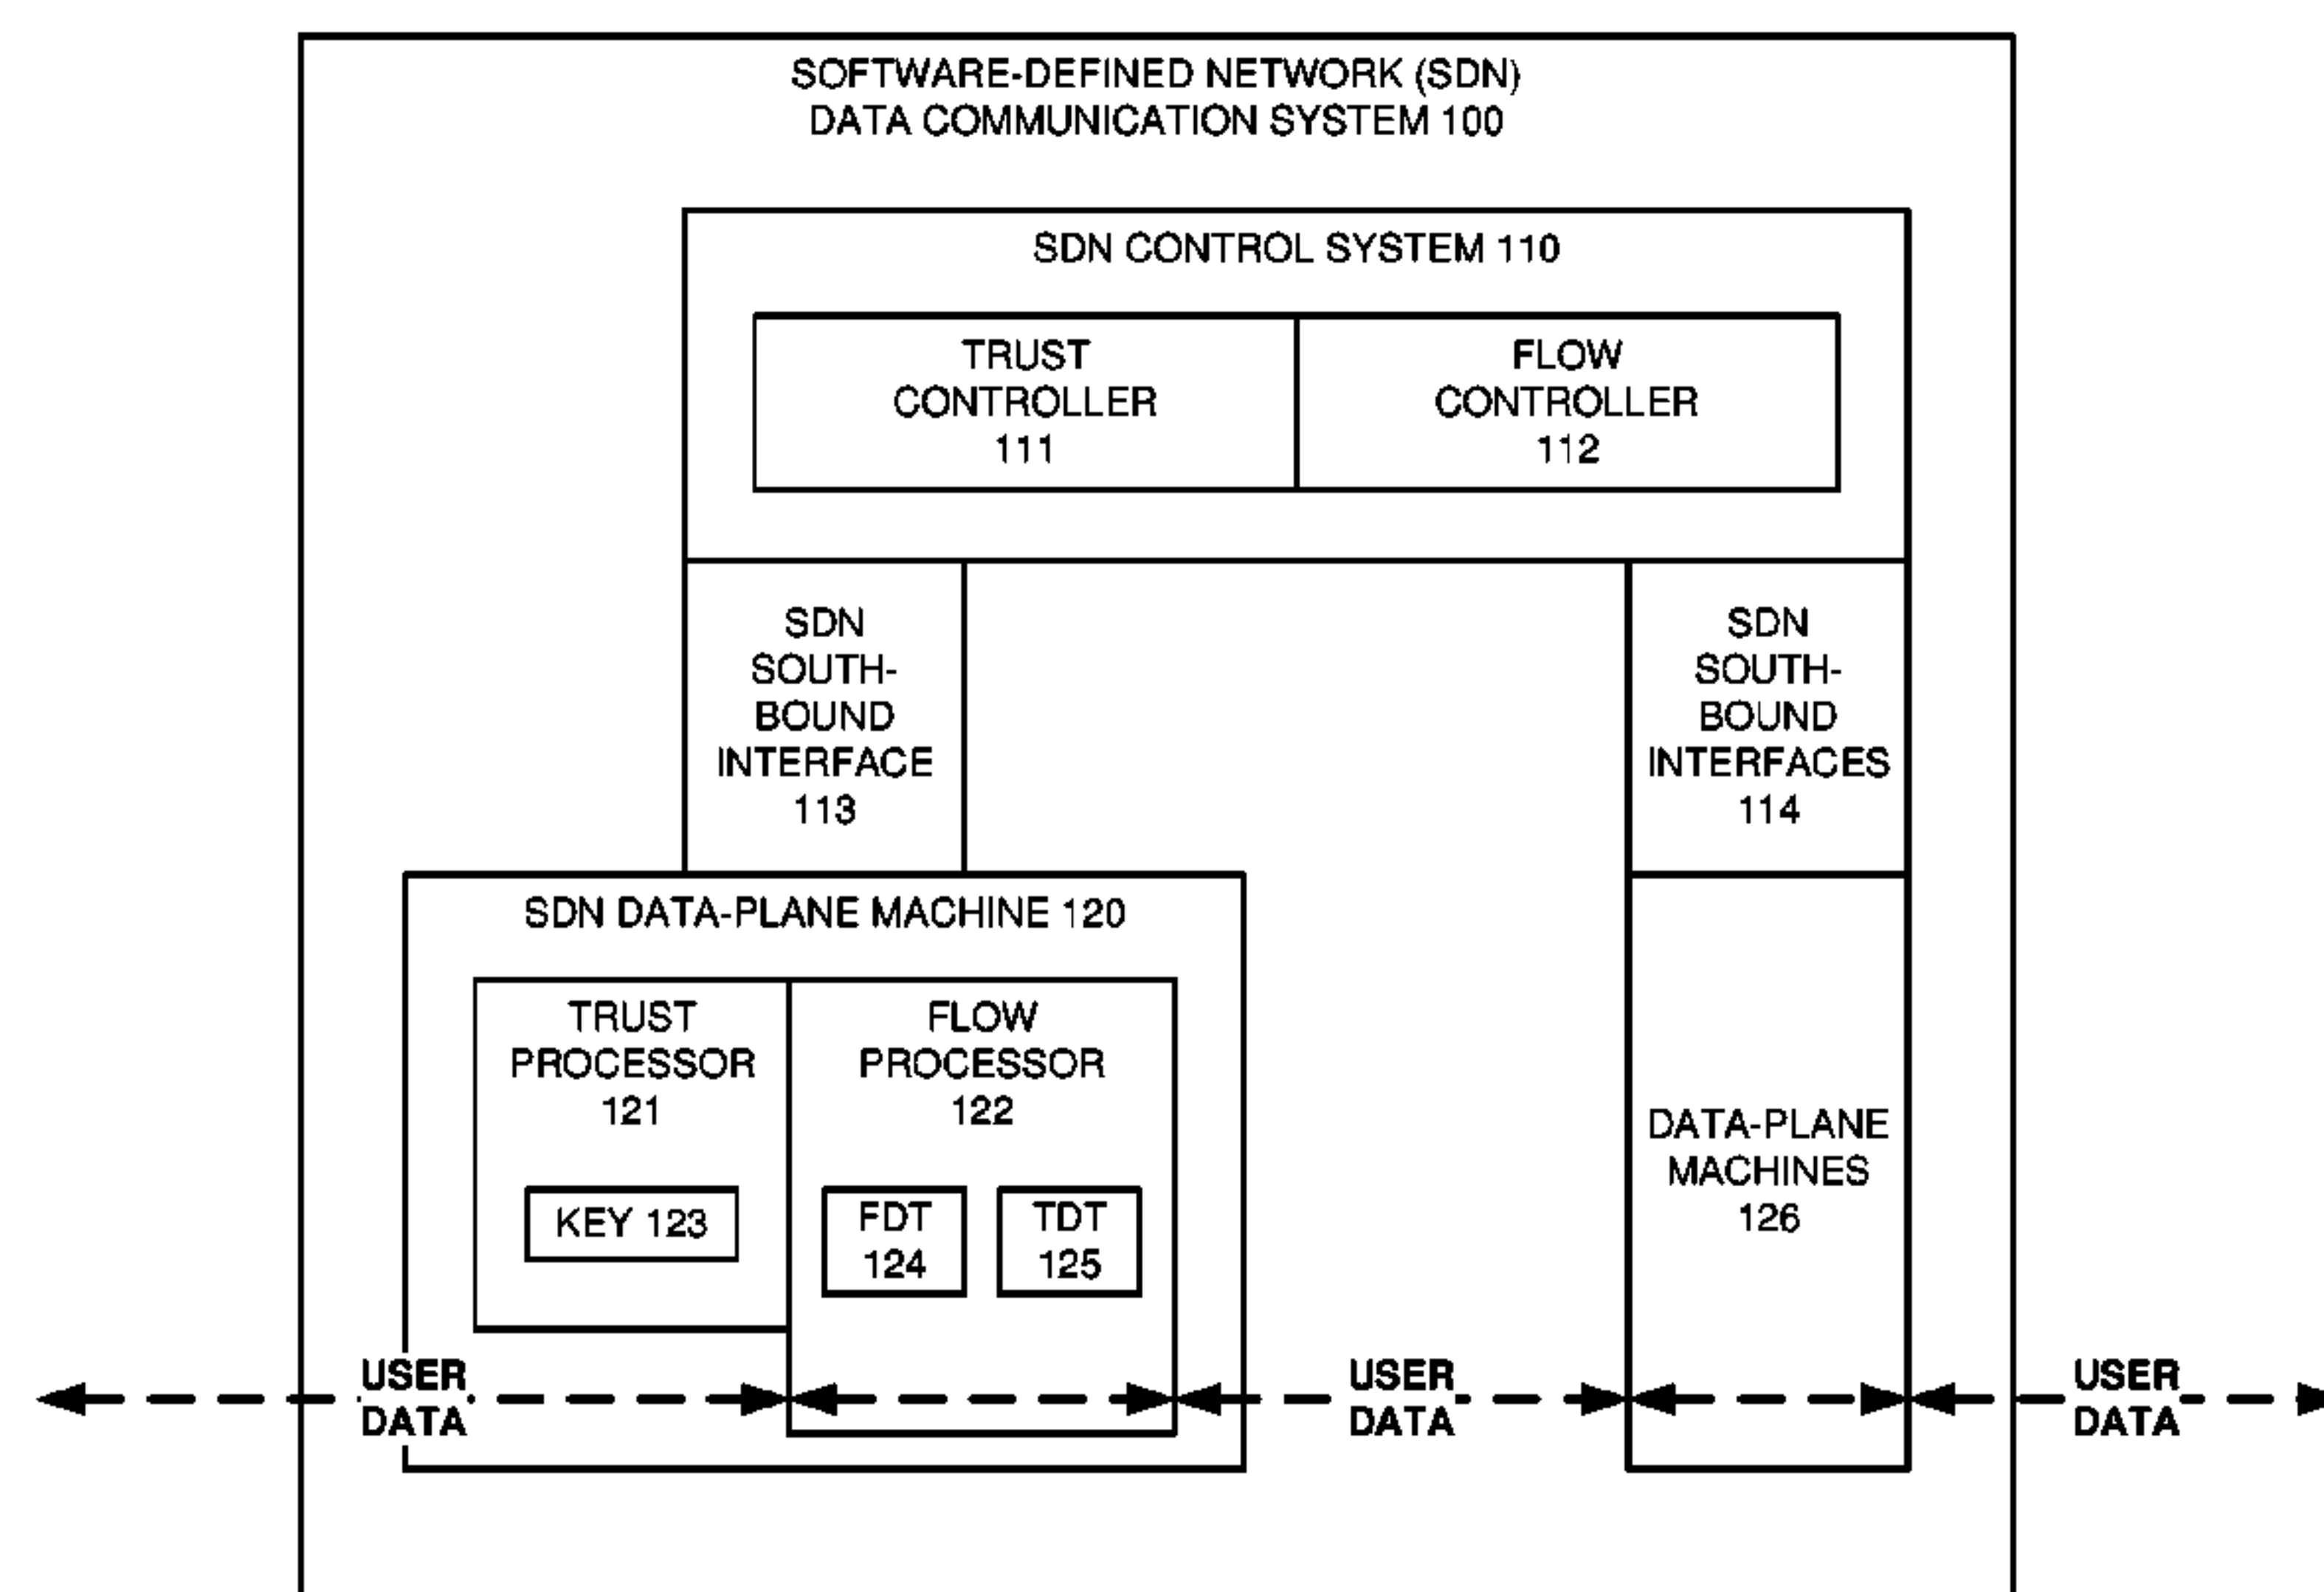 SOFTWARE-DEFINED NETWORK (SDN)
DATA COMMUNICATION SYSTEM 100
SDN CONTROL SYSTEM 110
TRUST
CONTROLLER
111
FLOW
CONTROLLER
112
SDN
SOUTH-
BOUND
INTERFACE
113
SDN
SOUTH-
BOUND
INTERFACES
114
SDN DATA-PLANE MACHINE 120
TRUST
PROCESSOR
121
KEY 123
FLOW
PROCESSOR
122
FDT
124
TDT
125
DATA-PLANE
MACHINES
126
USER
DATA
USER
DATA
USER
DATA